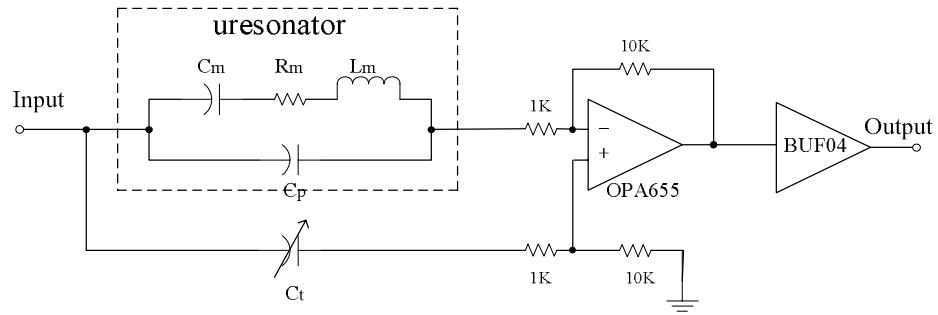 uresonator
Cm
Rm
Lm
10K
Input
1K
Output
−
+
BUF04
OPA655
Cp
1K
10K
Ct